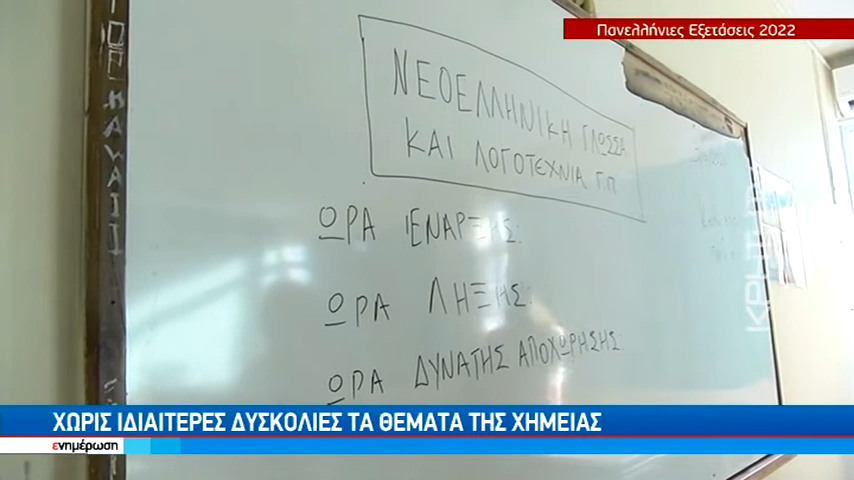 Πανελλήνιες Εξετάσεις 2022
ΝΕΟΕΛΛΗΝΙΚΗ ΓΛΩΣΣΑ
ΚΑΙ ΛΟΓΟΤΕΧΝΙΑ Γ.Π
ΩΡΑ ΕΝΑΡΞΗΣ:
ΩΡΑ ΛΗΞΗΣ:
ΩΡΑ ΔΥΝΑΤΗΣ ΑΠΟΧΩΡΗΣΗΣ:
ΧΩΡΙΣ ΙΔΙΑΙΤΕΡΕΣ ΔΥΣΚΟΛΙΕΣ ΤΑ ΘΕΜΑΤΑ ΤΗΣ ΧΗΜΕΙΑΣ
ενημέρωση